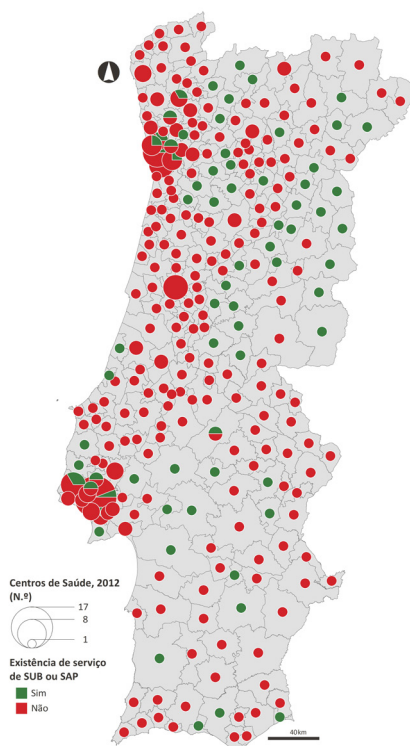 Centros de Saúde, 2012
(N.º)
17
8
1
Existência de serviço
de SUB ou SAP
Sim
Não
40km